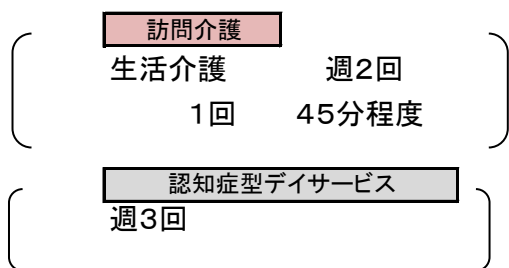 訪問介護
生活介護　週2回
1回　45分程度
認知症型デイサービス
週3回